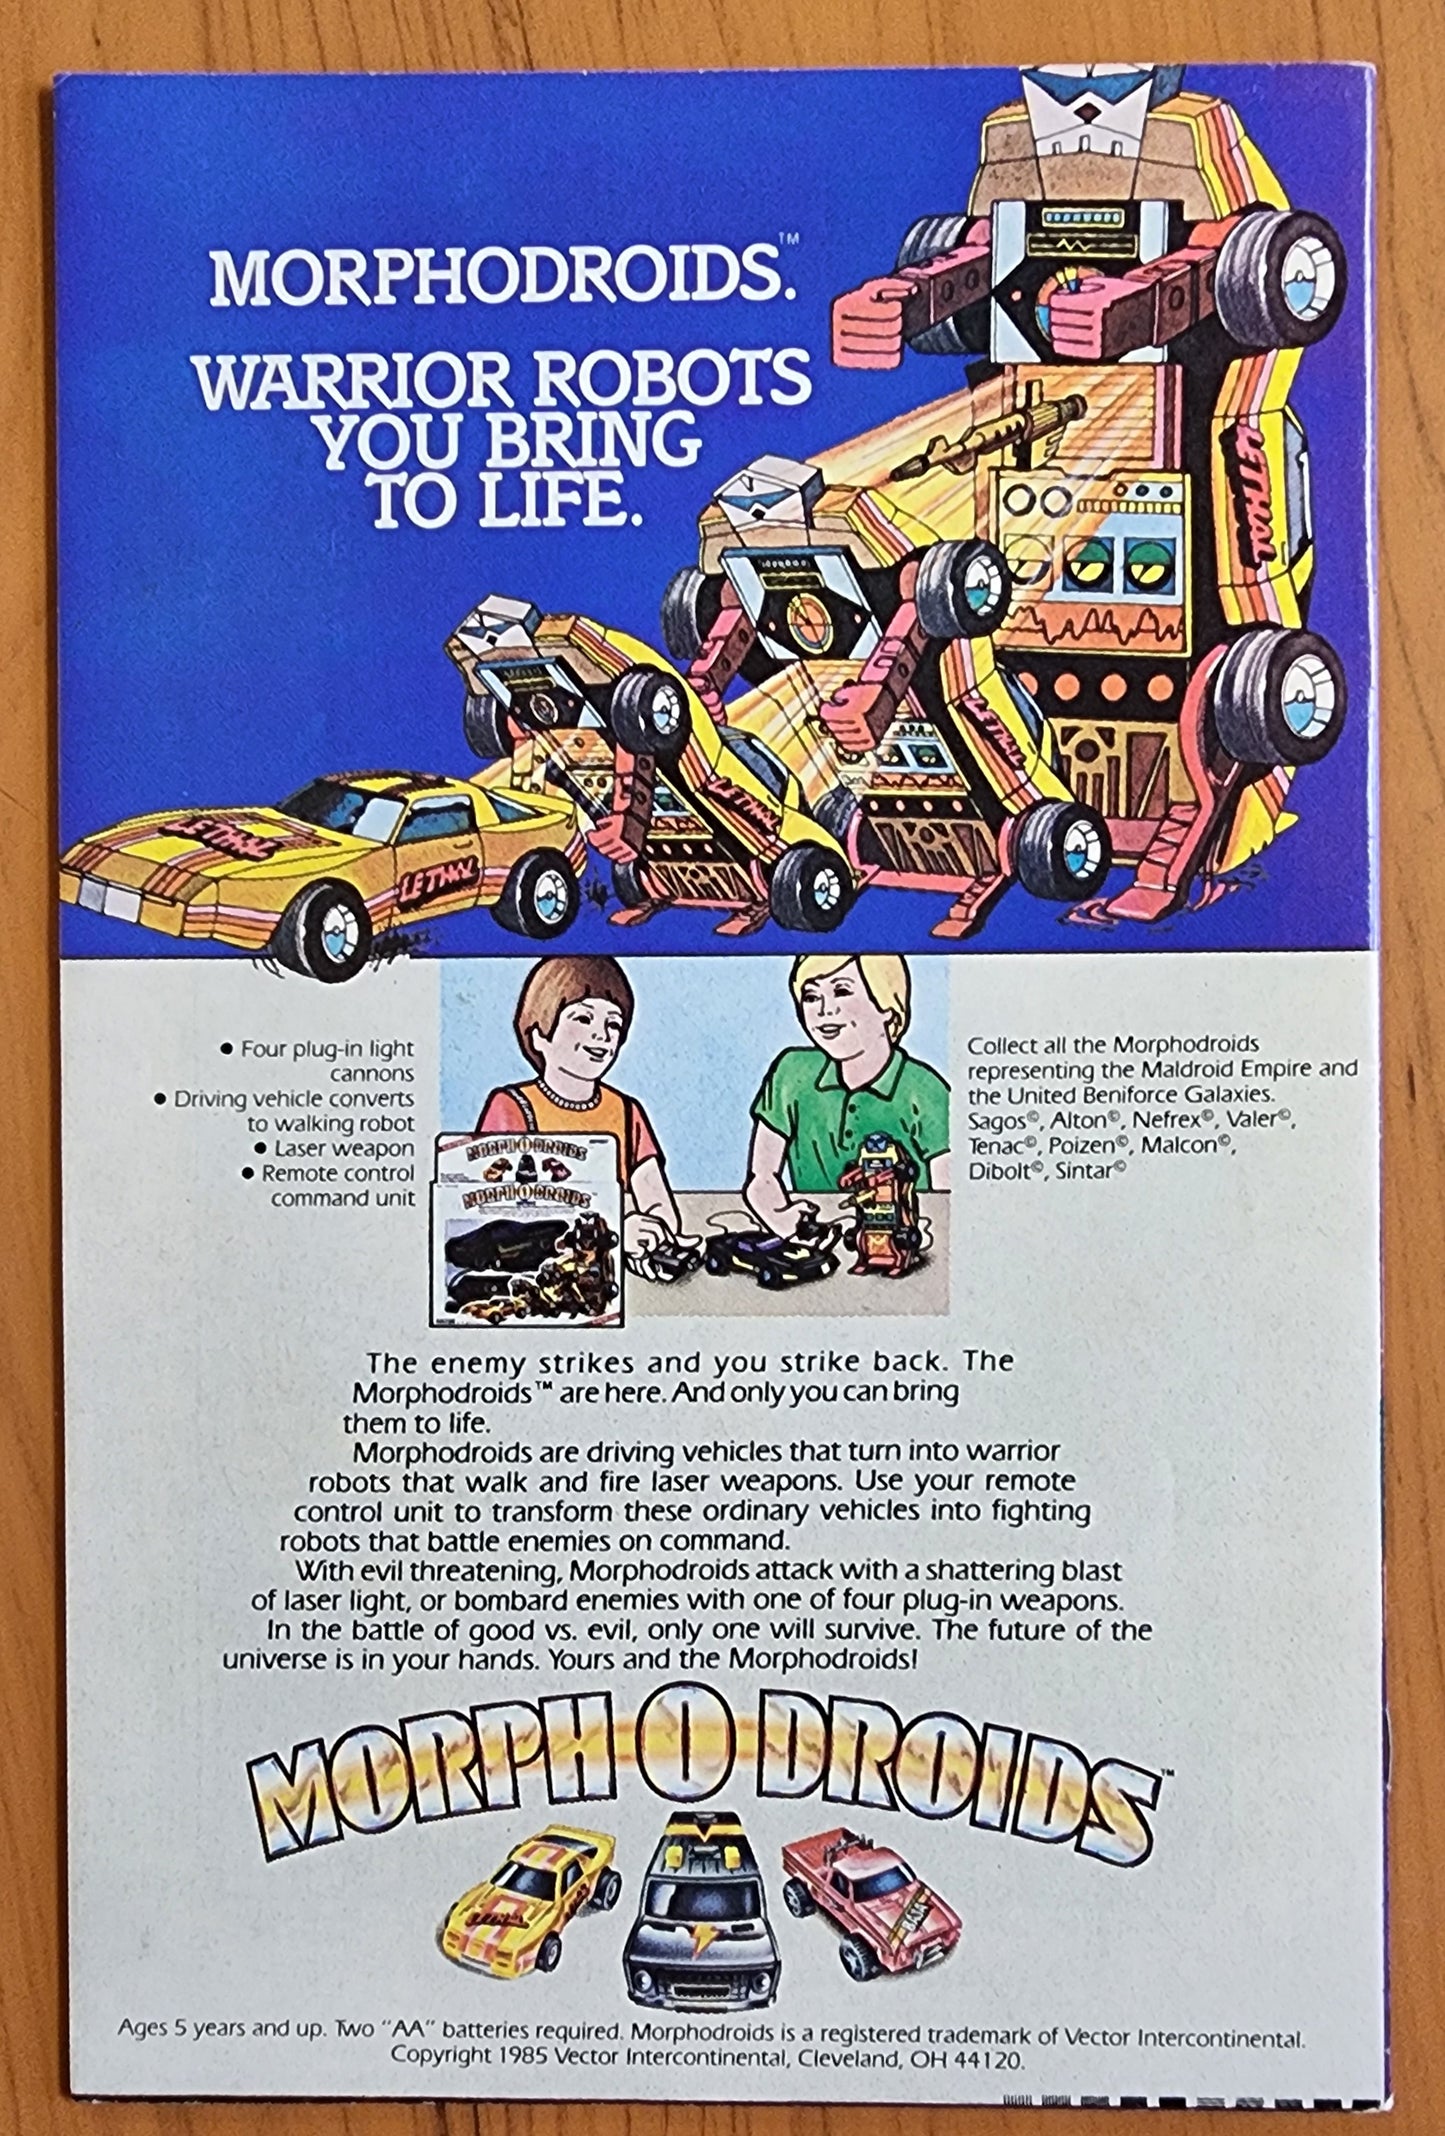 MORPHODROIDS.™
WARRIOR ROBOTS
YOU BRING
TO LIFE.
LETHAL
LETHAL
LETHAL
LETHAL
LETHAL
● Four plug-in light
cannons
● Driving vehicle converts
to walking robot
● Laser weapon
● Remote control
command unit
MORPH O DROIDS
MORPH O DROIDS
Collect all the Morphodroids
representing the Maldroid Empire and
the United Beniforce Galaxies.
Sagos©, Alton©, Nefrex©, Valer©,
Tenac©, Poizen©, Malcon©,
Dibolt©, Sintar©
The enemy strikes and you strike back. The
Morphodroids™ are here. And only you can bring
them to life.
Morphodroids are driving vehicles that turn into warrior
robots that walk and fire laser weapons. Use your remote
control unit to transform these ordinary vehicles into fighting
robots that battle enemies on command.
With evil threatening, Morphodroids attack with a shattering blast
of laser light, or bombard enemies with one of four plug-in weapons.
In the battle of good vs. evil, only one will survive. The future of the
universe is in your hands. Yours and the Morphodroids!
MORPH O DROIDS™
LETHAL
BAJA
Ages 5 years and up. Two "AA" batteries required. Morphodroids is a registered trademark of Vector Intercontinental.
Copyright 1985 Vector Intercontinental, Cleveland, OH 44120.